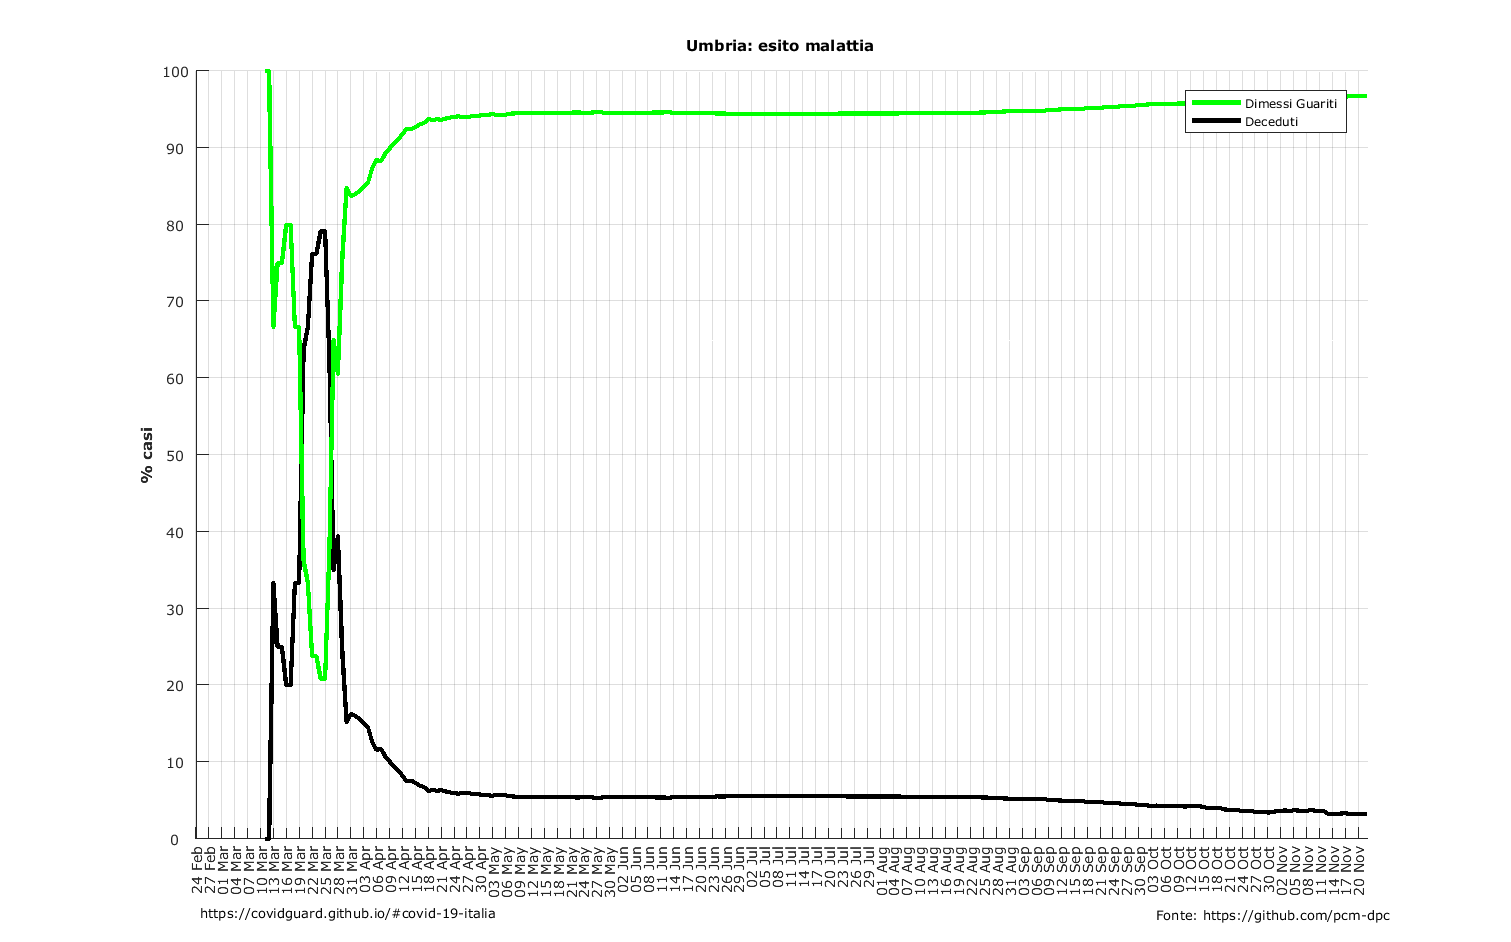 Umbria: esito malattia
100
90
80
70
60
50
40
30
20
10
0
% casi
Dimessi Guariti
Deceduti
24 Feb
27 Feb
01 Mar
04 Mar
07 Mar
10 Mar
13 Mar
16 Mar
19 Mar
22 Mar
25 Mar
28 Mar
31 Mar
03 Apr
06 Apr
09 Apr
12 Apr
15 Apr
18 Apr
21 Apr
24 Apr
27 Apr
30 Apr
03 May
06 May
09 May
12 May
15 May
18 May
21 May
24 May
27 May
30 May
02 Jun
05 Jun
08 Jun
11 Jun
14 Jun
17 Jun
20 Jun
23 Jun
26 Jun
29 Jun
02 Jul
05 Jul
08 Jul
11 Jul
14 Jul
17 Jul
20 Jul
23 Jul
26 Jul
29 Jul
01 Aug
04 Aug
07 Aug
10 Aug
13 Aug
16 Aug
19 Aug
22 Aug
25 Aug
28 Aug
31 Aug
03 Sep
06 Sep
09 Sep
12 Sep
15 Sep
18 Sep
21 Sep
24 Sep
27 Sep
30 Sep
03 Oct
06 Oct
09 Oct
12 Oct
15 Oct
18 Oct
21 Oct
24 Oct
27 Oct
30 Oct
02 Nov
05 Nov
08 Nov
11 Nov
14 Nov
17 Nov
20 Nov
https://covidguard.github.io/#covid-19-italia
Fonte: https://github.com/pcm-dpc